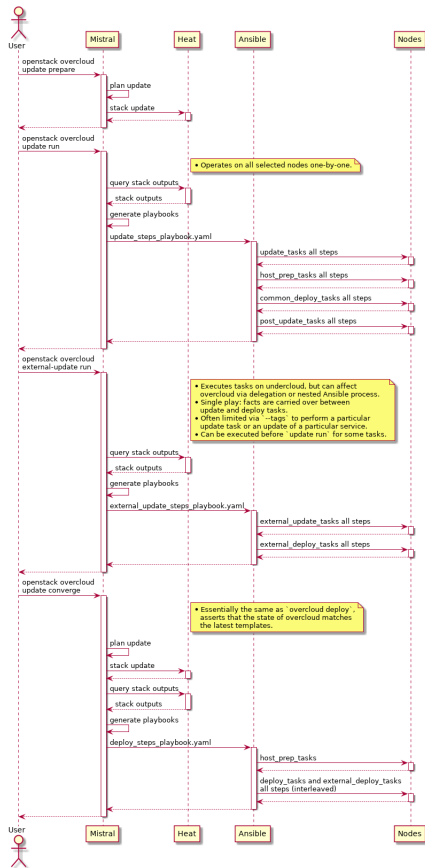 User
Mistral
Heat
Ansible
Nodes
openstack overcloud
update prepare
plan update
stack update
openstack overcloud
update run
• Operates on all selected nodes one-by-one.
query stack outputs
stack outputs
generate playbooks
update_steps_playbook.yaml
update_tasks all steps
host_prep_tasks all steps
common_deploy_tasks all steps
post_update_tasks all steps
openstack overcloud
external-update run
• Executes tasks on undercloud, but can affect
overcloud via delegation or nested Ansible process.
• Single play: facts are carried over between
update and deploy tasks.
• Often limited via `--tags` to perform a particular
update task or an update of a particular service.
• Can be executed before `update run` for some tasks.
query stack outputs
stack outputs
generate playbooks
external_update_steps_playbook.yaml
external_update_tasks all steps
external_deploy_tasks all steps
openstack overcloud
update converge
• Essentially the same as `overcloud deploy`,
asserts that the state of overcloud matches
the latest templates.
plan update
stack update
query stack outputs
stack outputs
generate playbooks
deploy_steps_playbook.yaml
host_prep_tasks
deploy_tasks and external_deploy_tasks
all steps (interleaved)
User
Mistral
Heat
Ansible
Nodes